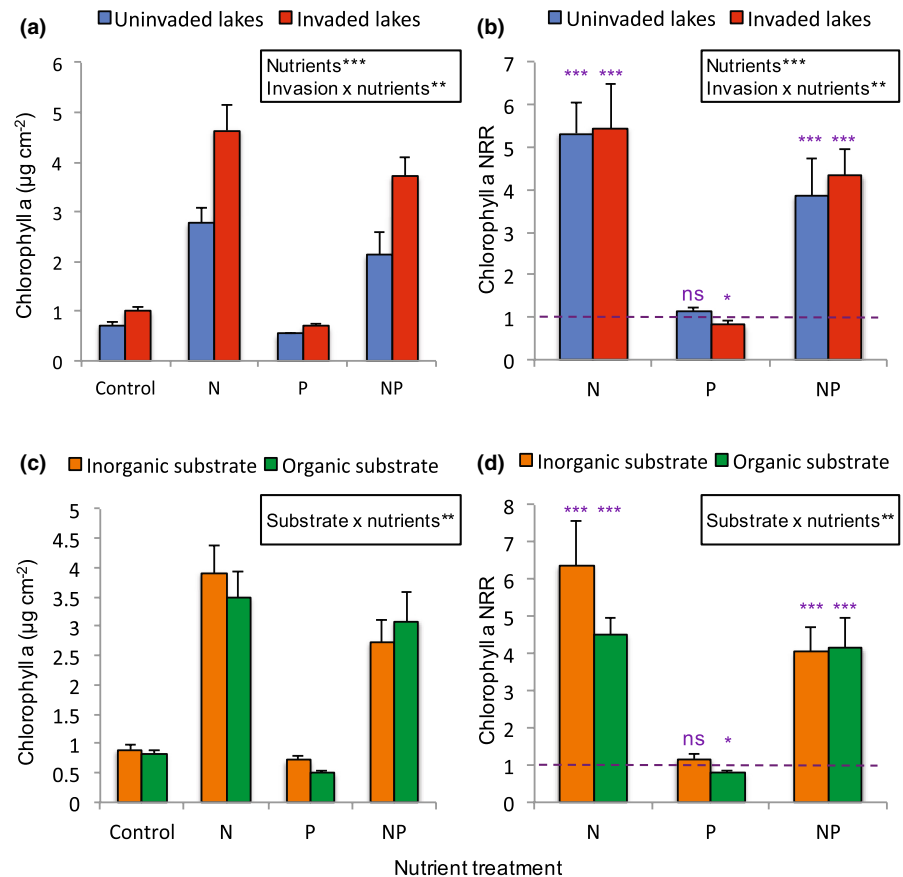 (a)
Uninvaded lakes Invaded lakes
Nutrients***
Invasion x nutrients**
Chlorophyll a (µg cm-2)
6
5
4
3
2
1
0
Control N P NP
(b)
Uninvaded lakes Invaded lakes
Nutrients***
Invasion x nutrients**
Chlorophyll a NRR
7
6
5
4
3
2
1
0
*** ***
ns *
*** ***
N P NP
(c)
Inorganic substrate Organic substrate
Substrate x nutrients**
Chlorophyll a (µg cm-2)
5
4.5
4
3.5
3
2.5
2
1.5
1
0.5
0
Control N P NP
(d)
Inorganic substrate Organic substrate
Substrate x nutrients**
Chlorophyll a NRR
8
7
6
5
4
3
2
1
0
*** ***
ns *
*** ***
N P NP
Nutrient treatment